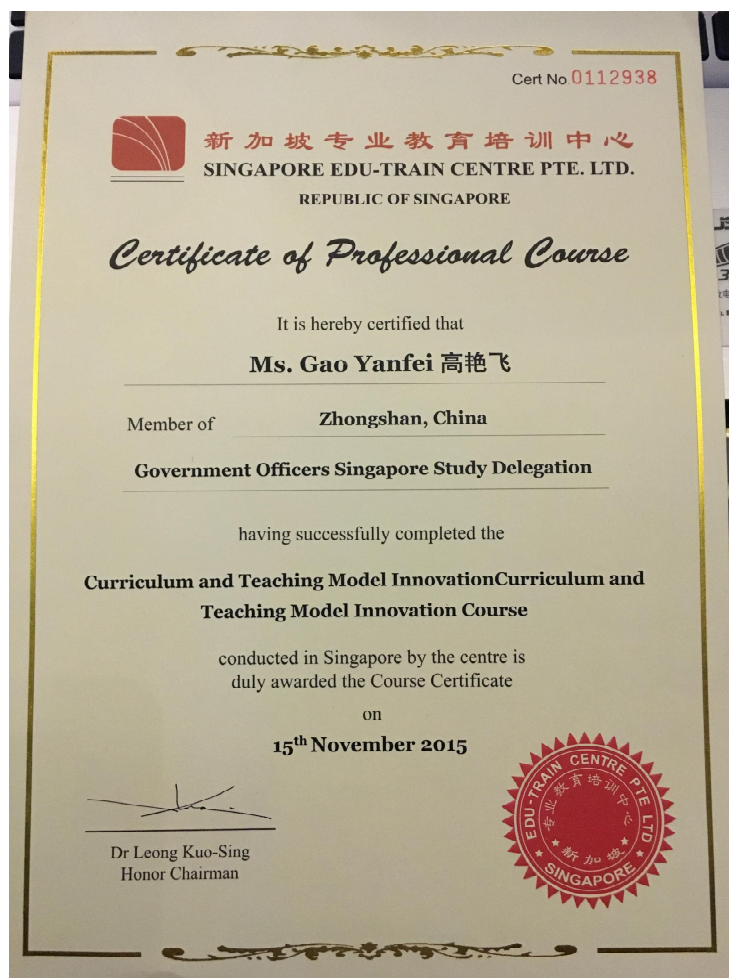 Cert No.0112938
新加坡专业教育培训中心
SINGAPORE EDU-TRAIN CENTRE PTE. LTD.
REPUBLIC OF SINGAPORE
Certificate of Professional Course
It is hereby certified that
Ms. Gao Yanfei 高艳飞
Member of Zhongshan, China
Government Officers Singapore Study Delegation
having successfully completed the
Curriculum and Teaching Model InnovationCurriculum and
Teaching Model Innovation Course
conducted in Singapore by the centre is
duly awarded the Course Certificate
on
15th November 2015
EDU-TRAIN CENTRE PTE LTD
专业教育培训中心
新加坡
SINGAPORE
Dr Leong Kuo-Sing
Honor Chairman